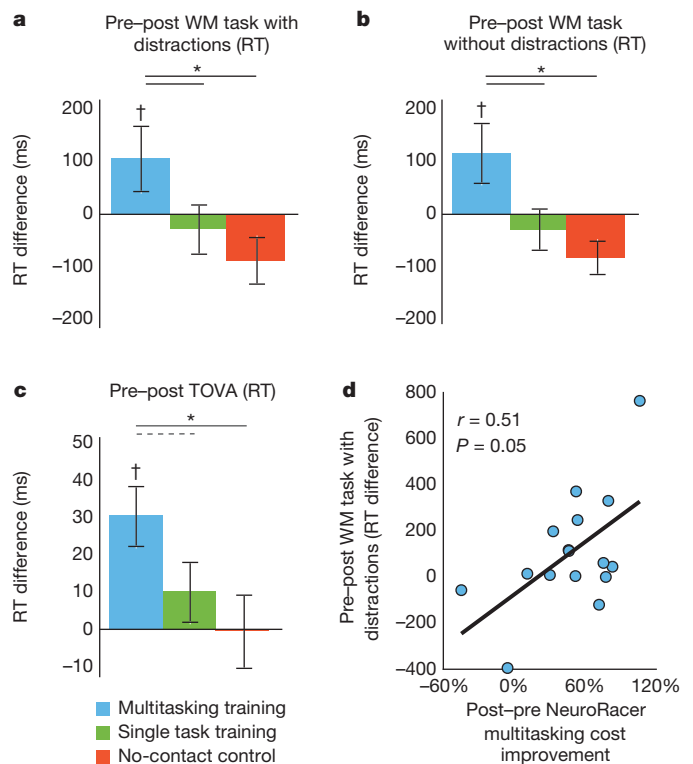 a
Pre–post WM task with
distractions (RT)
*
†
RT difference (ms)
200
100
0
–100
–200
b
Pre–post WM task
without distractions (RT)
*
†
RT difference (ms)
200
100
0
–100
–200
c
Pre–post TOVA (RT)
*
†
RT difference (ms)
50
40
30
20
10
0
–10
Multitasking training
Single task training
No-contact control
d
r = 0.51
P = 0.05
Pre–post WM task with
distractions (RT difference)
800
600
400
200
0
–200
–400
–60%
0%
60%
120%
Post–pre NeuroRacer
multitasking cost
improvement